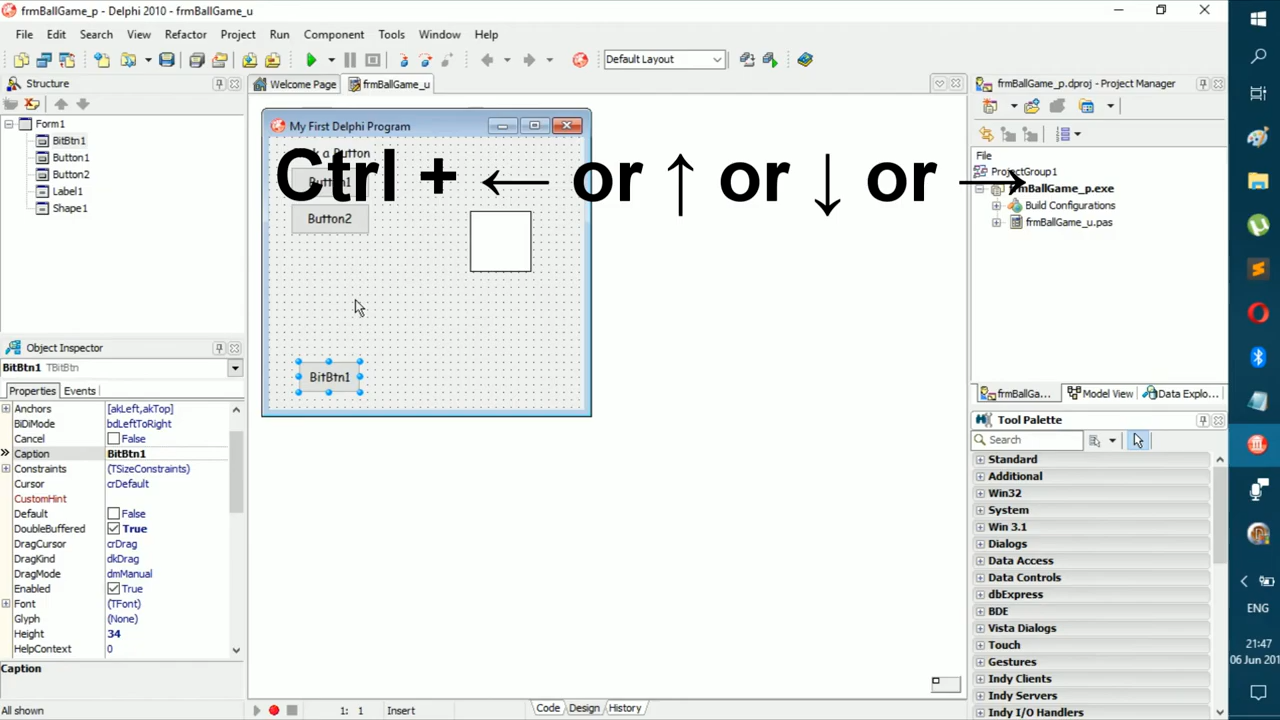 frmBallGame_p - Delphi 2010 - frmBallGame_u
File Edit Search View Refactor Project Run Component Tools Window Help
Default Layout
Structure
Form1
BitBtn1
Button1
Button2
Label1
Shape1
Object Inspector
BitBtn1 TBitBtn
Properties Events
Anchors [akLeft,akTop]
BiDiMode bdLeftToRight
Cancel False
Caption BitBtn1
Constraints (TSizeConstraints)
Cursor crDefault
CustomHint
Default False
DoubleBuffered True
DragCursor crDrag
DragKind dkDrag
DragMode dmManual
Enabled True
Font (TFont)
Glyph (None)
Height 34
HelpContext 0
Caption
All shown
Welcome Page frmBallGame_u
My First Delphi Program
k a Button
Ctrl + ← or ↑ or ↓ or →
Button1
Button2
BitBtn1
1: 1 Insert
Code Design History
frmBallGame_p.dproj - Project Manager
File
ProjectGroup1
frmBallGame_p.exe
Build Configurations
frmBallGame_u.pas
frmBallGa... Model View Data Explo...
Tool Palette
Search
Standard
Additional
Win32
System
Win 3.1
Dialogs
Data Access
Data Controls
dbExpress
BDE
Vista Dialogs
Touch
Gestures
Indy Clients
Indy Servers
Indy I/O Handlers
ENG
21:47
06 Jun 201